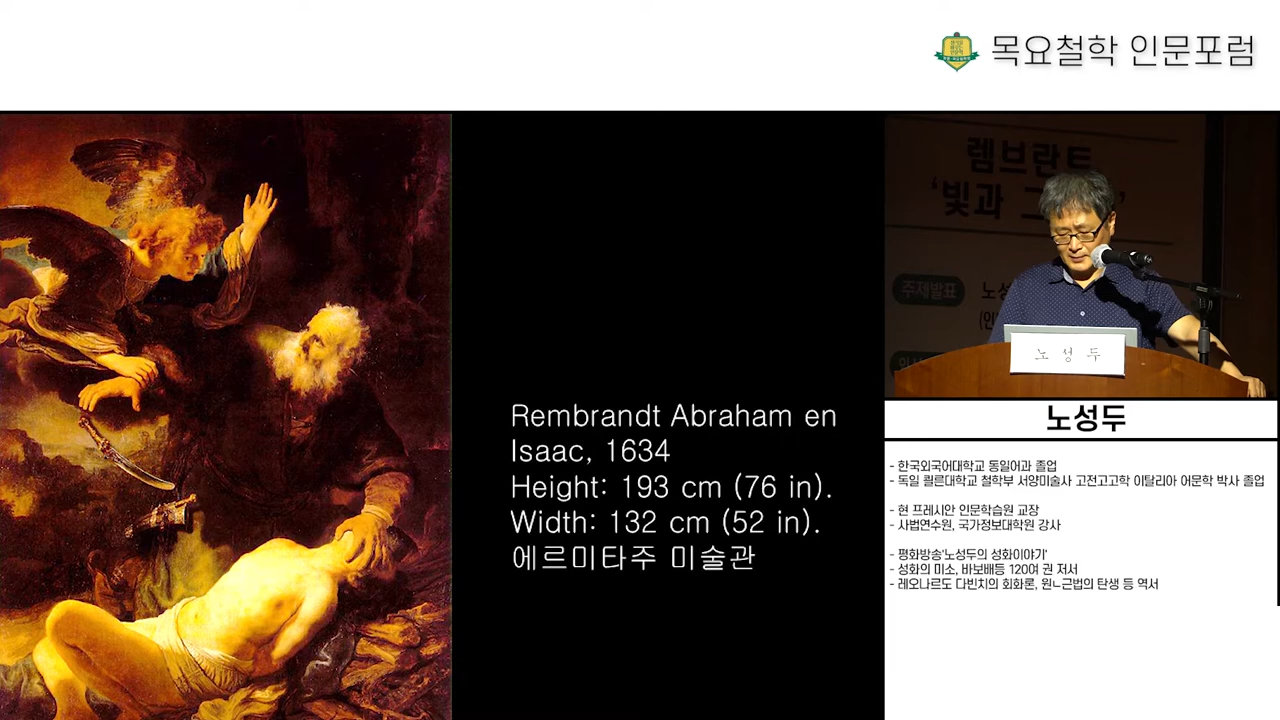 목요철학 인문포럼
Rembrandt Abraham en
Isaac, 1634
Height: 193 cm (76 in).
Width: 132 cm (52 in).
에르미타주 미술관
렘브란트
'빛과
주제발표 노성
노 성 두
노성두
- 한국외국어대학교 동일어과 졸업
- 독일 쾰른대학교 철학부 서양미술사 고전고고학 이탈리아 어문학 박사 졸업
- 현 프레시안 인문학습원 교장
- 사법연수원, 국가정보대학원 강사
- 평화방송'노성두의 성화이야기'
- 성화의 미소, 바보배등 120여 권 저서
- 레오나르도 다빈치의 회화론, 원ㄴ근법의 탄생 등 역서